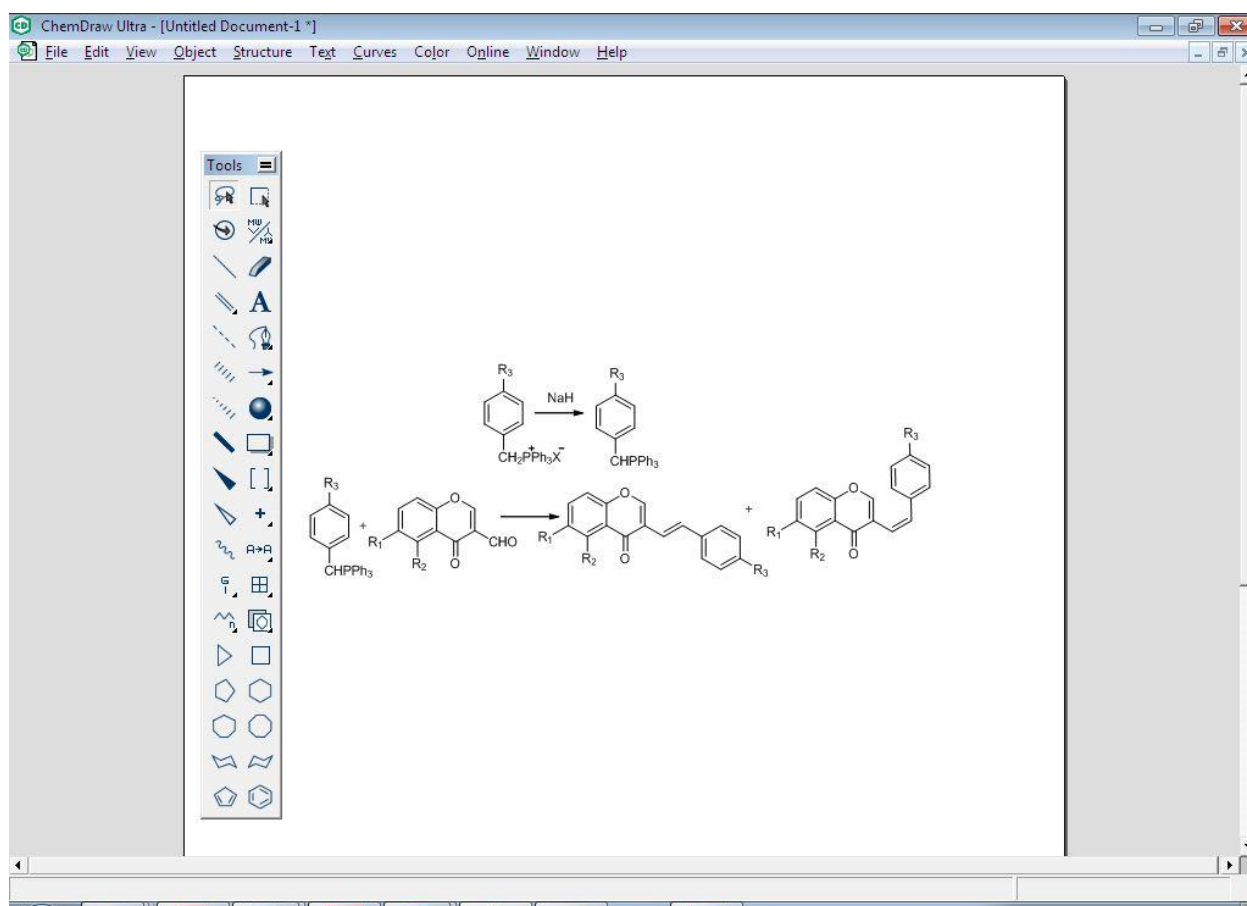 ChemDraw Ultra - [Untitled Document-1 *]
File Edit View Object Structure Text Curves Color Online Window Help
Tools
MW
A
[ ]
+
A→A
n
R₃
R₃
NaH
CH₂PPh₃X
+
-
CHPPh₃
R₃
R₃
+
R₁
R₂
O
O
CHO
CHPPh₃
R₁
R₂
O
O
R₃
+
R₁
R₂
O
O